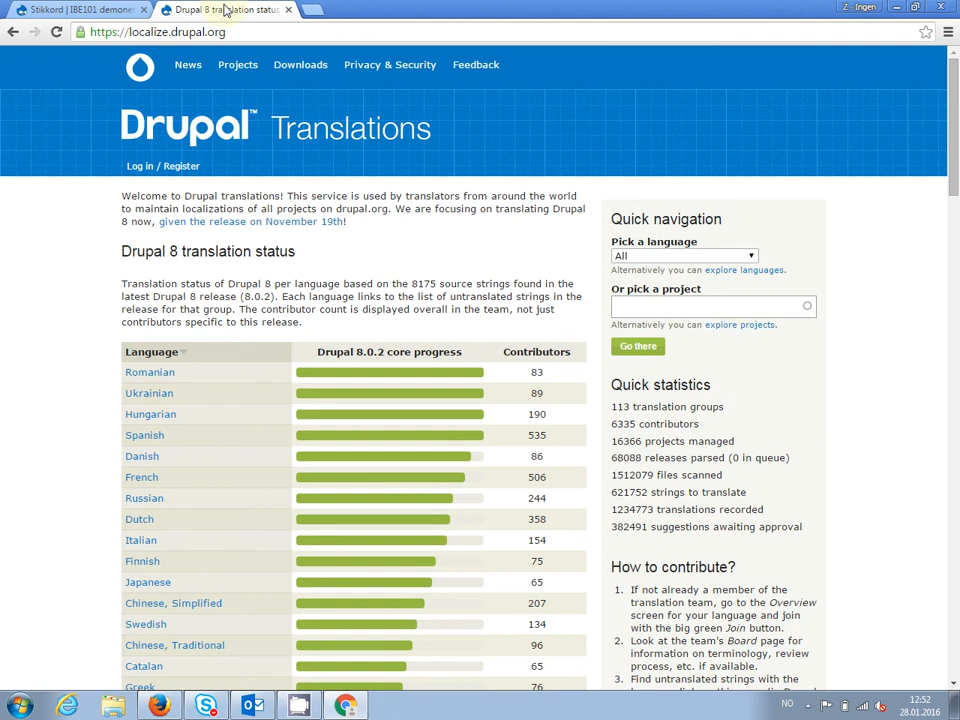 Stikkord | IBE101 demonet
Drupal 8 translation status
Z - Ingen
https://localize.drupal.org
News Projects Downloads Privacy & Security Feedback
Drupal™ Translations
Log in / Register
Welcome to Drupal translations! This service is used by translators from around the world
to maintain localizations of all projects on drupal.org. We are focusing on translating Drupal
8 now, given the release on November 19th!
Drupal 8 translation status
Translation status of Drupal 8 per language based on the 8175 source strings found in the
latest Drupal 8 release (8.0.2). Each language links to the list of untranslated strings in the
release for that group. The contributor count is displayed overall in the team, not just
contributors specific to this release.
Language Drupal 8.0.2 core progress Contributors
Romanian 83
Ukrainian 89
Hungarian 190
Spanish 535
Danish 86
French 506
Russian 244
Dutch 358
Italian 154
Finnish 75
Japanese 65
Chinese, Simplified 207
Swedish 134
Chinese, Traditional 96
Catalan 65
Greek 76
Quick navigation
Pick a language
All
Alternatively you can explore languages.
Or pick a project
Alternatively you can explore projects.
Go there
Quick statistics
113 translation groups
6335 contributors
16366 projects managed
68088 releases parsed (0 in queue)
1512079 files scanned
621752 strings to translate
1234773 translations recorded
382491 suggestions awaiting approval
How to contribute?
1. If not already a member of the
translation team, go to the Overview
screen for your language and join
with the big green Join button.
2. Look at the team's Board page for
information on terminology, review
process, etc. if available.
3. Find untranslated strings with the
NO
12:52
28.01.2016